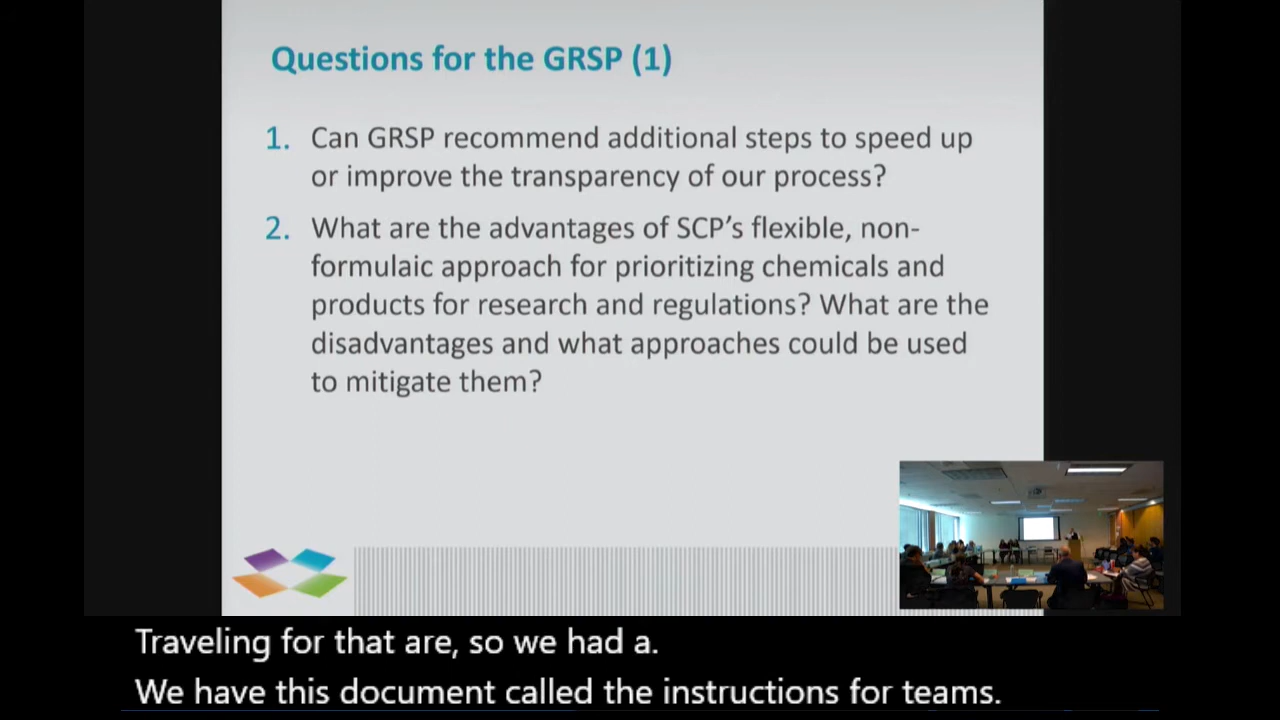 Questions for the GRSP (1)
1. Can GRSP recommend additional steps to speed up
or improve the transparency of our process?
2. What are the advantages of SCP's flexible, non-
formulaic approach for prioritizing chemicals and
products for research and regulations? What are the
disadvantages and what approaches could be used
to mitigate them?
Traveling for that are, so we had a.
We have this document called the instructions for teams.